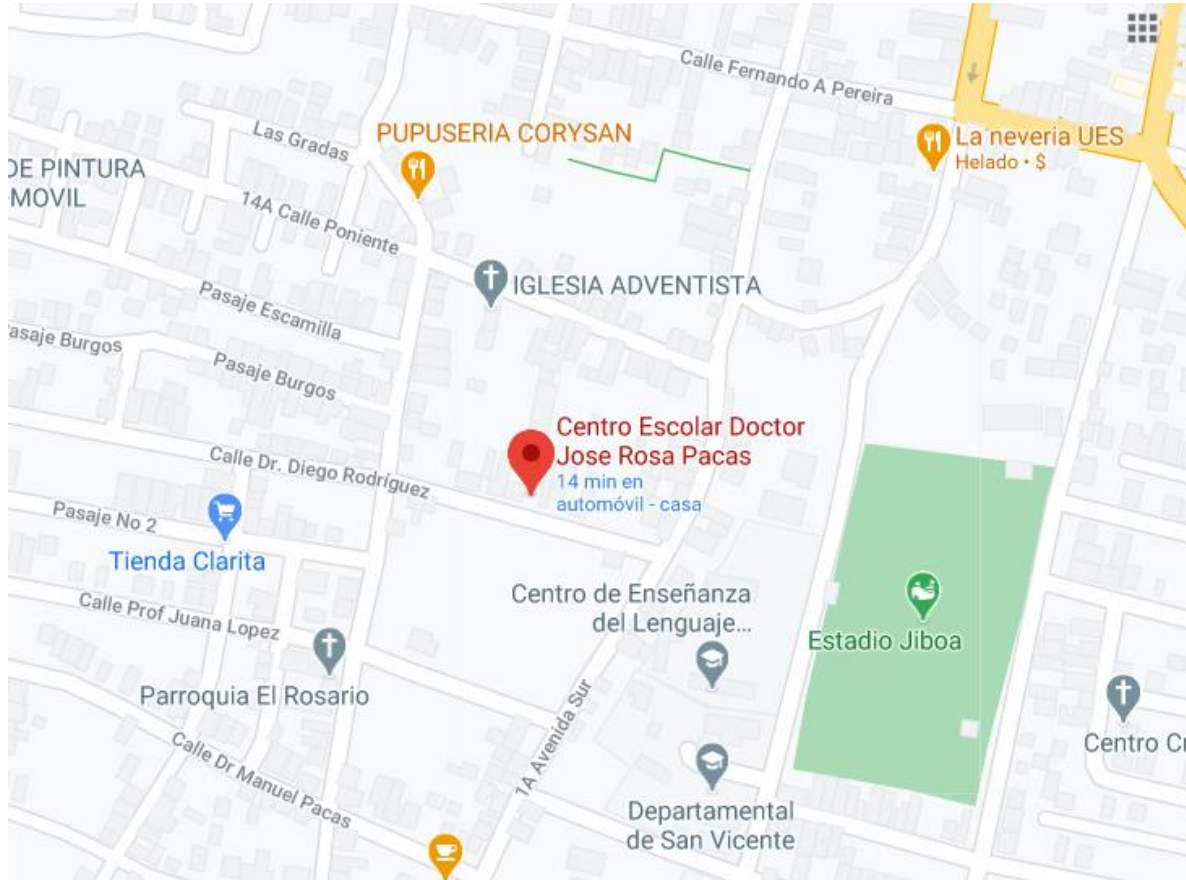 Calle Fernando A Pereira
Las Gradas
PUPUSERIA CORYSAN
La neveria UES
Helado • $
DE PINTURA
OMOVIL
14A Calle Poniente
IGLESIA ADVENTISTA
Pasaje Escamilla
Pasaje Burgos
Pasaje Burgos
Centro Escolar Doctor
Jose Rosa Pacas
14 min en
automóvil - casa
Calle Dr. Diego Rodríguez
Pasaje No 2
Tienda Clarita
Centro de Enseñanza
del Lenguaje...
Calle Prof Juana Lopez
Estadio Jiboa
Parroquia El Rosario
1A Avenida Sur
Centro Cr
Calle Dr Manuel Pacas
Departamental
de San Vicente